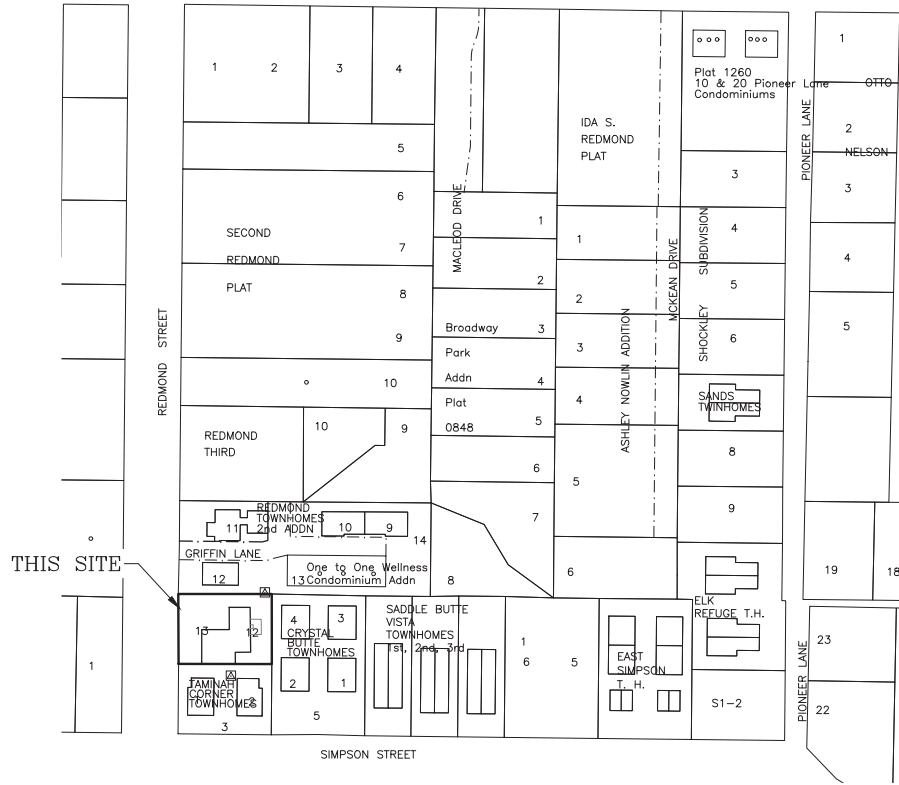 1
2
3
4
5
6
7
8
9
10
SECOND
REDMOND
PLAT
REDMOND STREET
REDMOND
THIRD
10
9
MACLEOD DRIVE
1
2
3
4
5
6
7
8
Broadway
Park
Addn
Plat
0848
IDA S.
REDMOND
PLAT
1
2
3
4
5
6
ASHLEY NOWLIN ADDITION
MCKEAN DRIVE
Plat 1260
10 & 20 Pioneer Lane
Condominiums
3
4
5
6
SHOCKLEY SUBDIVISION
SANDS
TWINHOMES
8
9
ELK
REFUGE T.H.
S1-2
PIONEER LANE
1
OTTO
2
NELSON
3
4
5
19
18
23
22
PIONEER LANE
REDMOND
TOWNHOMES
2nd ADDN
11
10
9
14
GRIFFIN LANE
12
13
One to One Wellness
Condominium Addn
THIS SITE
1
13
12
4
3
CRYSTAL
BUTTE
TOWNHOMES
2
1
5
TAMINAH
CORNER
TOWNHOMES
2
3
SADDLE BUTTE
VISTA
TOWNHOMES
1st, 2nd, 3rd
1
6
5
EAST
SIMPSON
T. H.
SIMPSON STREET